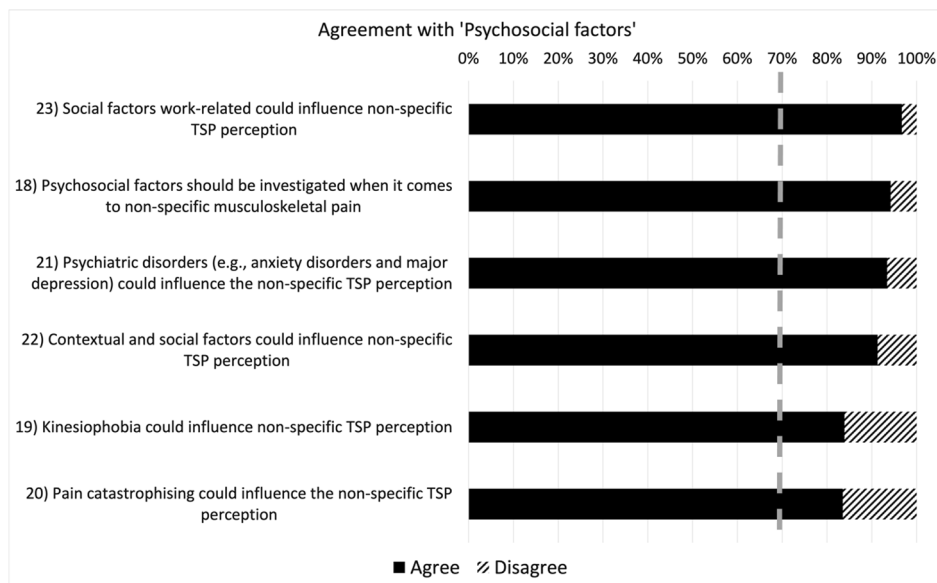 Agreement with 'Psychosocial factors'
0% 10% 20% 30% 40% 50% 60% 70% 80% 90% 100%
23) Social factors work-related could influence non-specific
TSP perception
18) Psychosocial factors should be investigated when it comes
to non-specific musculoskeletal pain
21) Psychiatric disorders (e.g., anxiety disorders and major
depression) could influence the non-specific TSP perception
22) Contextual and social factors could influence non-specific
TSP perception
19) Kinesiophobia could influence non-specific TSP perception
20) Pain catastrophising could influence the non-specific TSP
perception
Agree Disagree